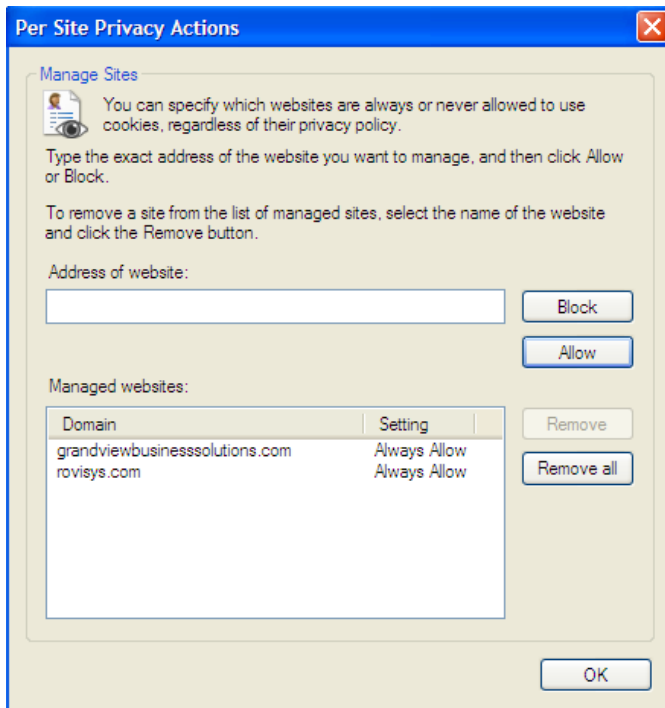 Per Site Privacy Actions
Manage Sites
You can specify which websites are always or never allowed to use
cookies, regardless of their privacy policy.
Type the exact address of the website you want to manage, and then click Allow
or Block.
To remove a site from the list of managed sites, select the name of the website
and click the Remove button.
Address of website:
Block
Allow
Managed websites:
Domain Setting Remove
grandviewbusinesssolutions.com Always Allow
rovisys.com Always Allow Remove all
OK